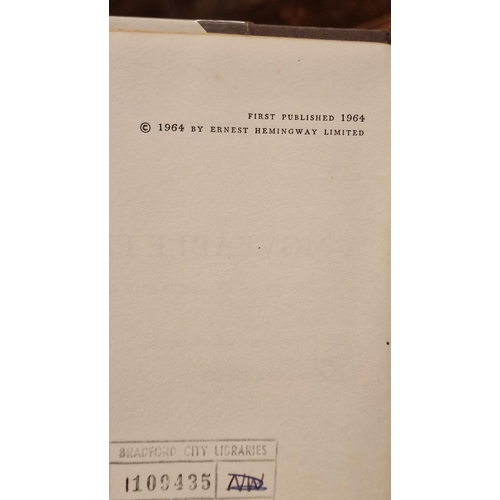 FIRST PUBLISHED 1964
© 1964 BY ERNEST HEMINGWAY LIMITED
BRADFORD CITY LIBRARIES
1109435